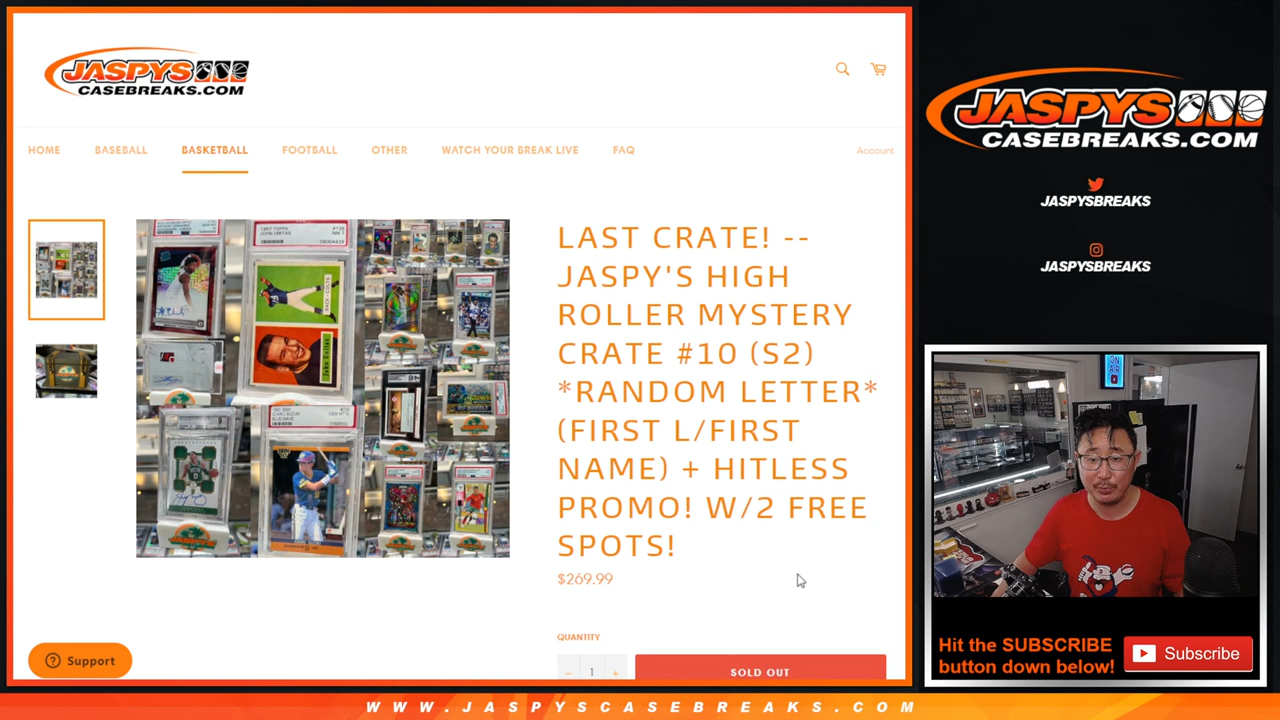 JASPYS
CASEBREAKS.COM
HOME
BASEBALL
BASKETBALL
FOOTBALL
OTHER
WATCH YOUR BREAK LIVE
FAQ
Account
LAST CRATE! --
JASPY'S HIGH
ROLLER MYSTERY
CRATE #10 (S2)
*RANDOM LETTER*
(FIRST L/FIRST
NAME) + HITLESS
PROMO! W/2 FREE
SPOTS!
$269.99
QUANTITY
− 1 +
SOLD OUT
Support
JASPYS
CASEBREAKS.COM
JASPYSBREAKS
JASPYSBREAKS
Hit the SUBSCRIBE
button down below!
Subscribe
WWW.JASPYSCASEBREAKS.COM